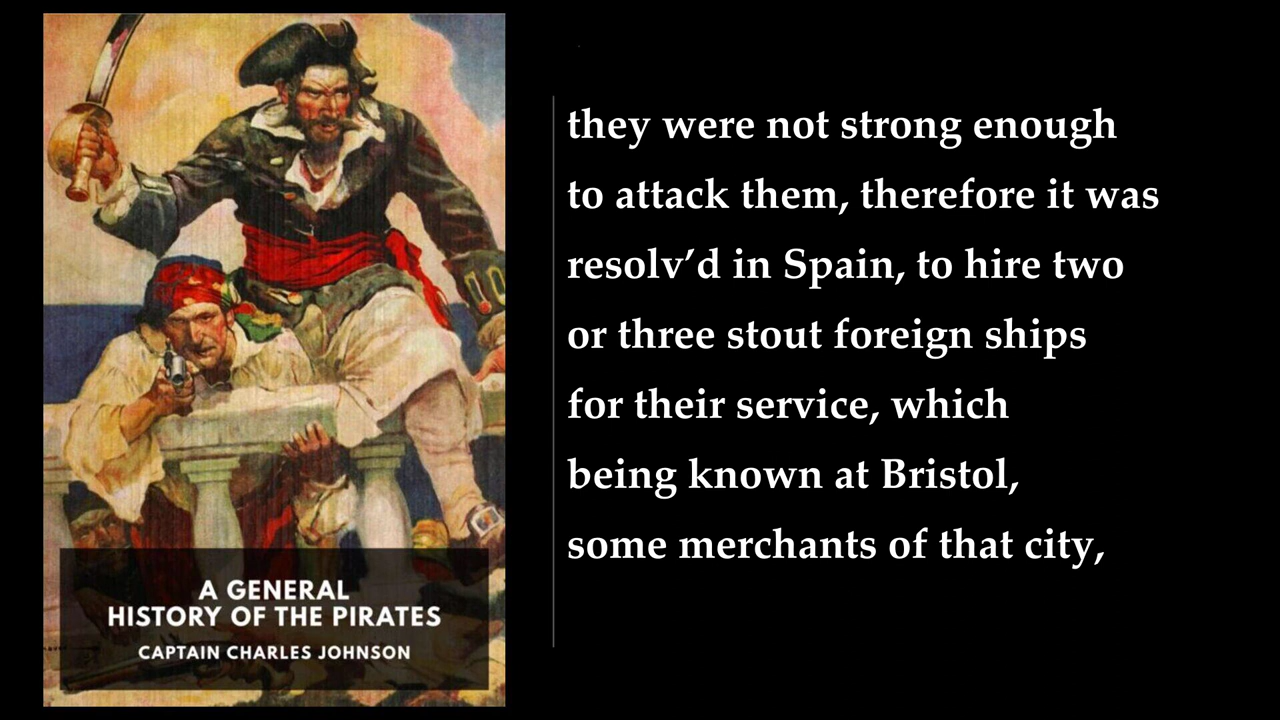 A GENERAL
HISTORY OF THE PIRATES
CAPTAIN CHARLES JOHNSON
they were not strong enough
to attack them, therefore it was
resolv’d in Spain, to hire two
or three stout foreign ships
for their service, which
being known at Bristol,
some merchants of that city,